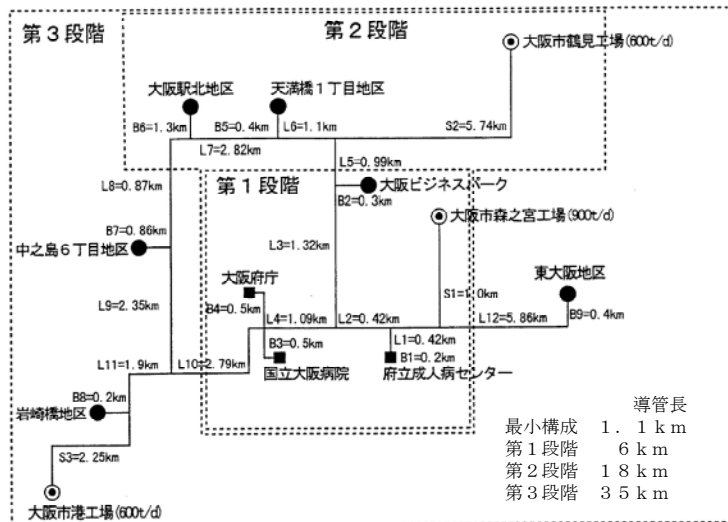 第３段階
第２段階
大阪市鶴見工場(600t/d)
大阪駅北地区
天満橋１丁目地区
B6=1.3km
B5=0.4km
L6=1.1km
S2=5.74km
L7=2.82km
L5=0.99km
L8=0.87km
第１段階
大阪ビジネスパーク
B2=0.3km
大阪市森之宮工場(900t/d)
B7=0.86km
中之島６丁目地区
L3=1.32km
大阪府庁
東大阪地区
B4=0.5km
S1=1.0km
L9=2.35km
L4=1.09km
L2=0.42km
L12=5.86km
B9=0.4km
L11=1.9km
L10=2.79km
B3=0.5km
L1=0.42km
B1=0.2km
国立大阪病院
府立成人病センター
B8=0.2km
岩崎橋地区
S3=2.25km
大阪市港工場(600t/d)
導管長
最小構成　１．１ｋｍ
第１段階　　６ｋｍ
第２段階　１８ｋｍ
第３段階　３５ｋｍ